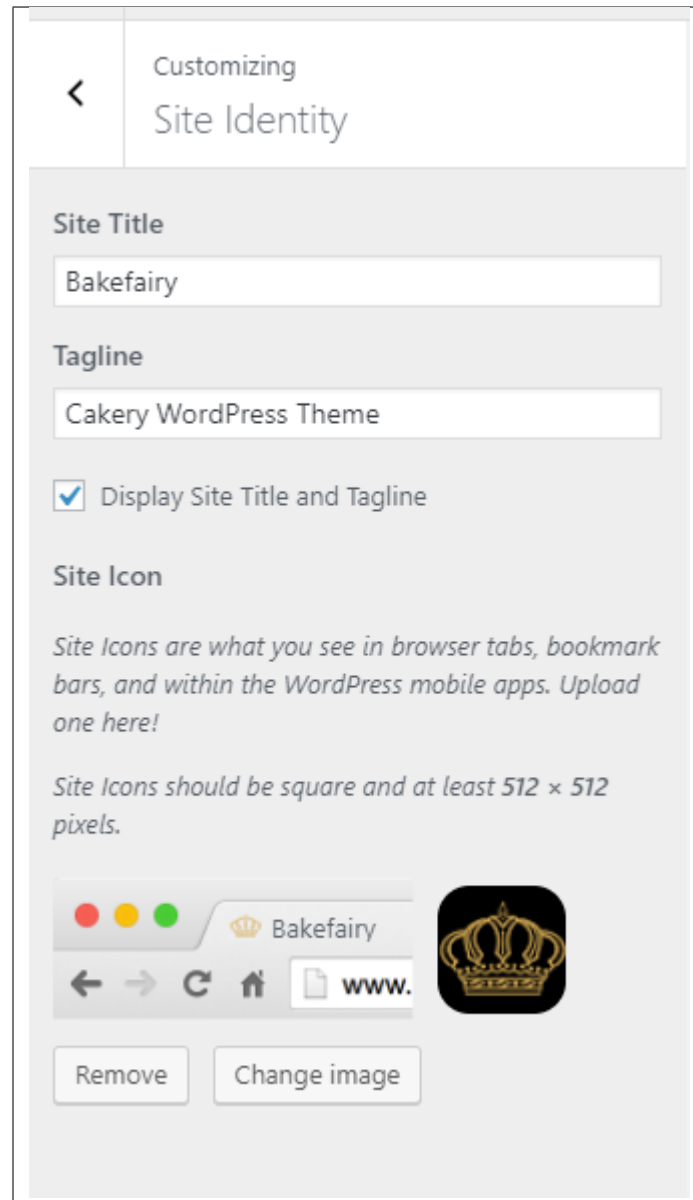 Customizing
Site Identity
Site Title
Bakefairy
Tagline
Cakery WordPress Theme
Display Site Title and Tagline
Site Icon
Site Icons are what you see in browser tabs, bookmark
bars, and within the WordPress mobile apps. Upload
one here!
Site Icons should be square and at least 512 × 512
pixels.
Bakefairy
www.
Remove
Change image